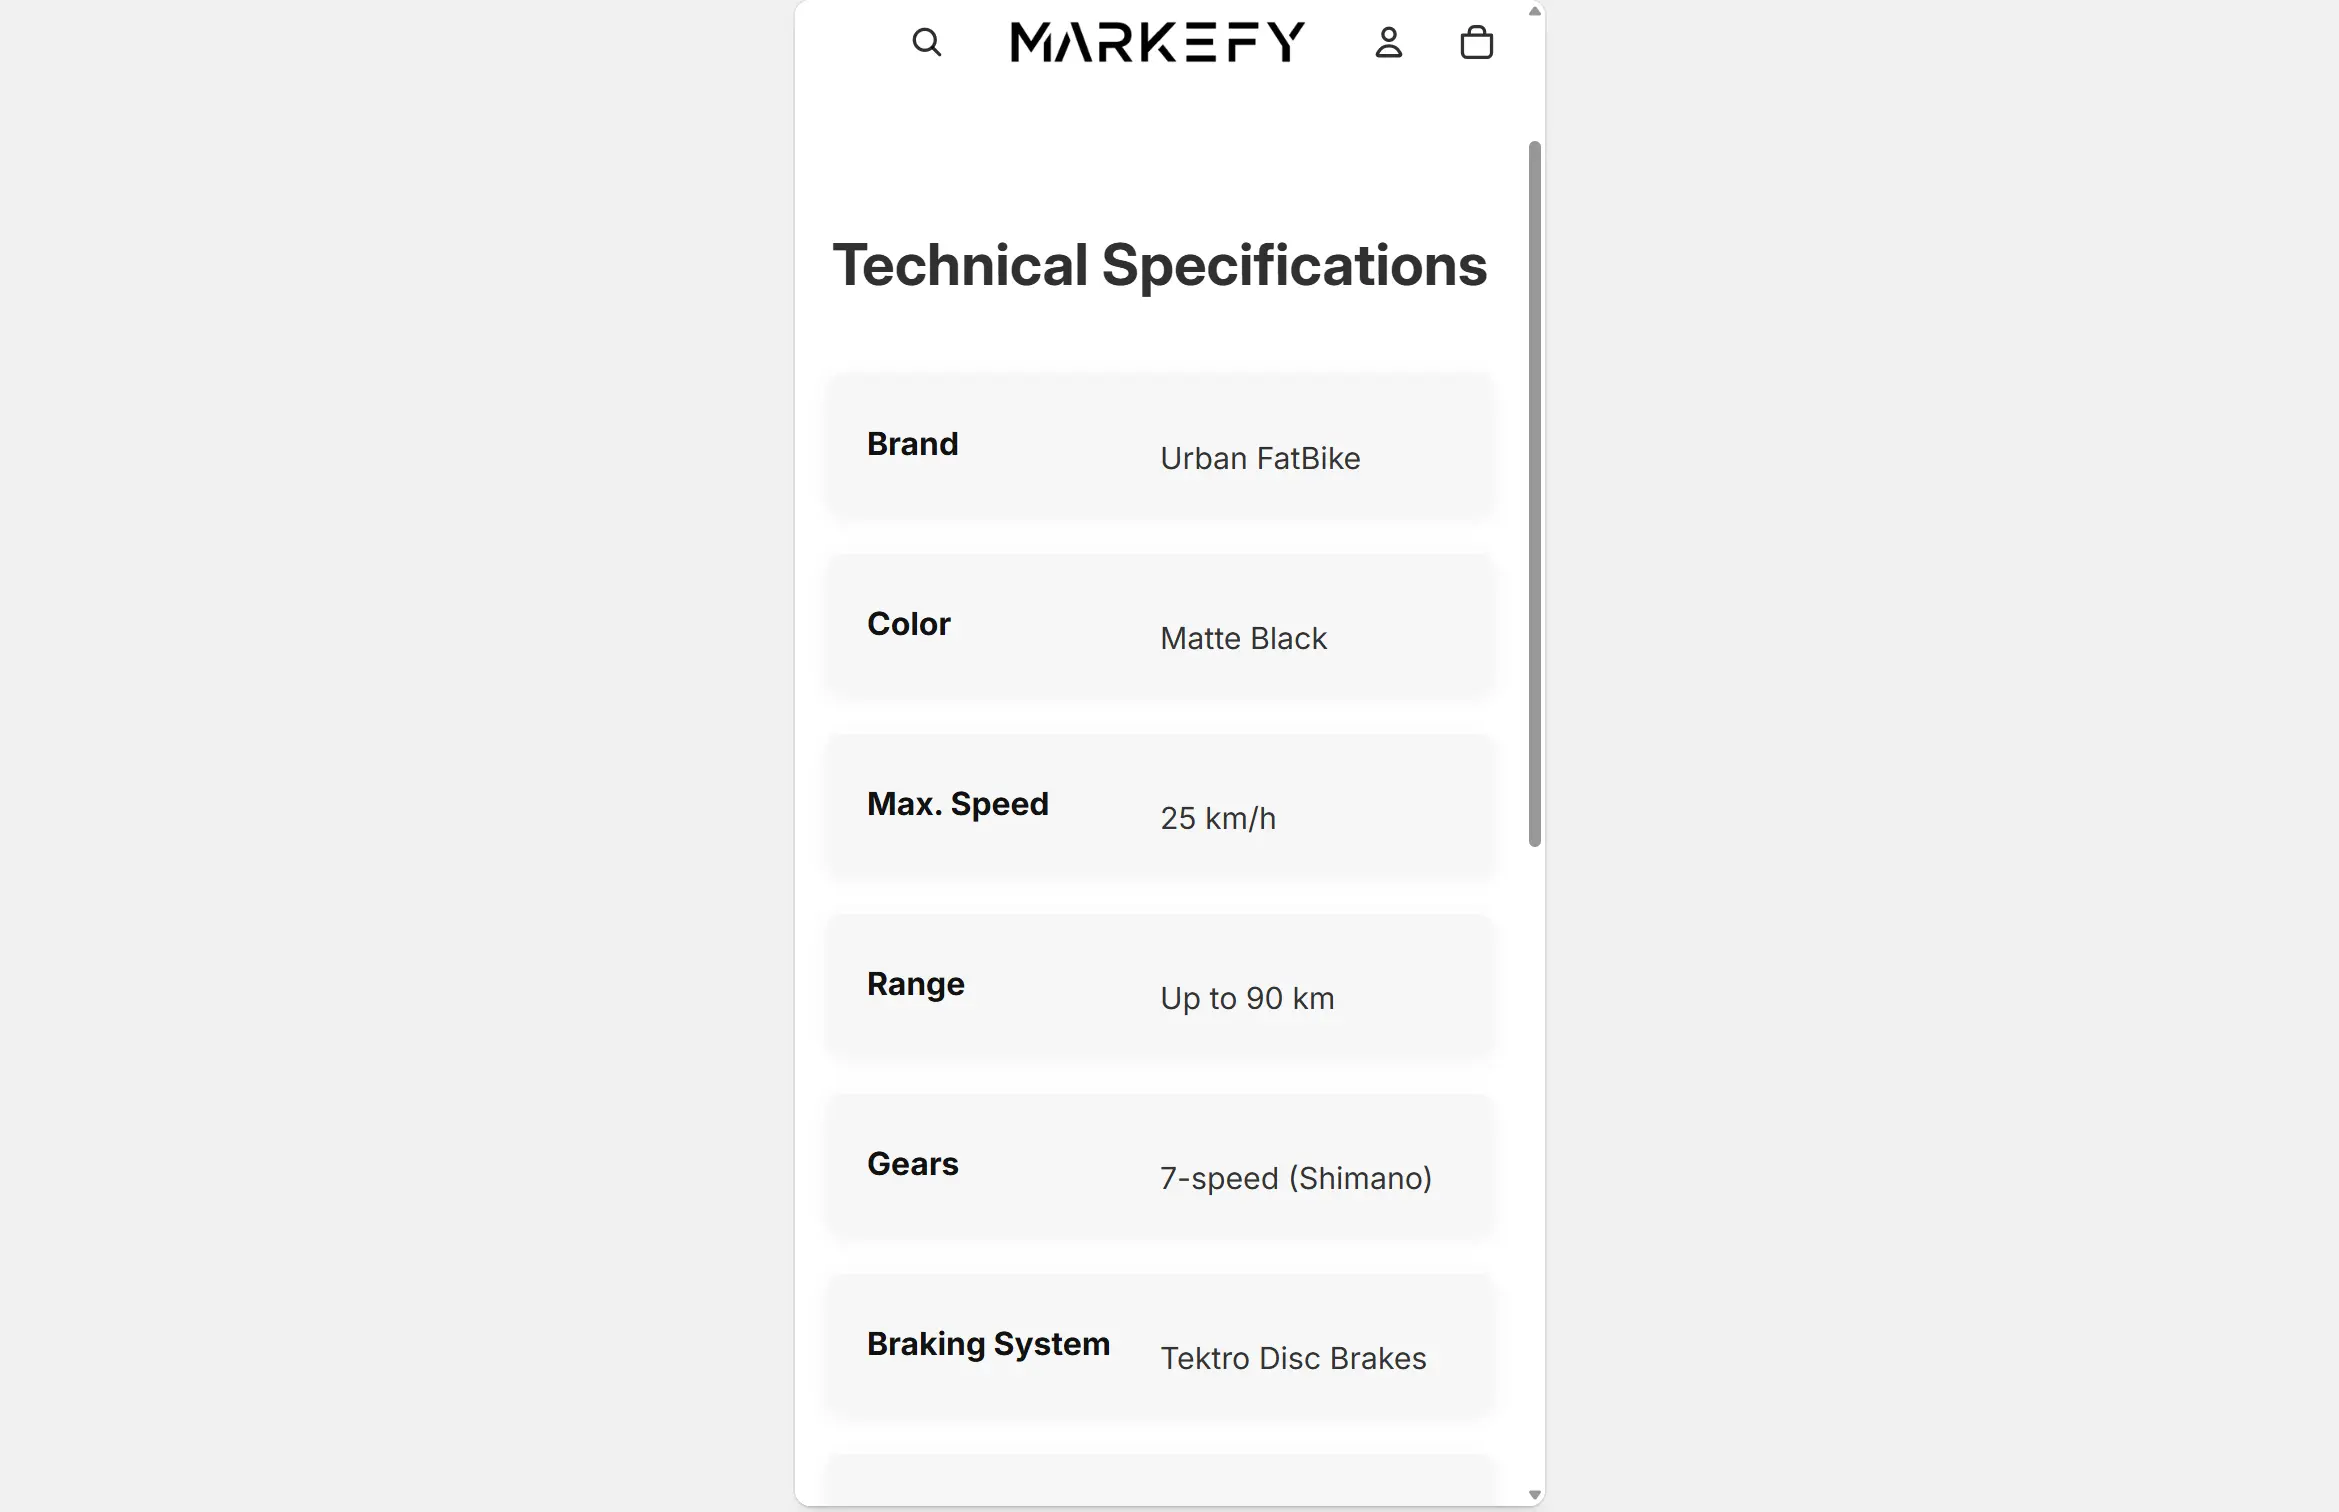 MARKEFY
Technical Specifications
Brand
Urban FatBike
Color
Matte Black
Max. Speed
25 km/h
Range
Up to 90 km
Gears
7-speed (Shimano)
Braking System
Tektro Disc Brakes